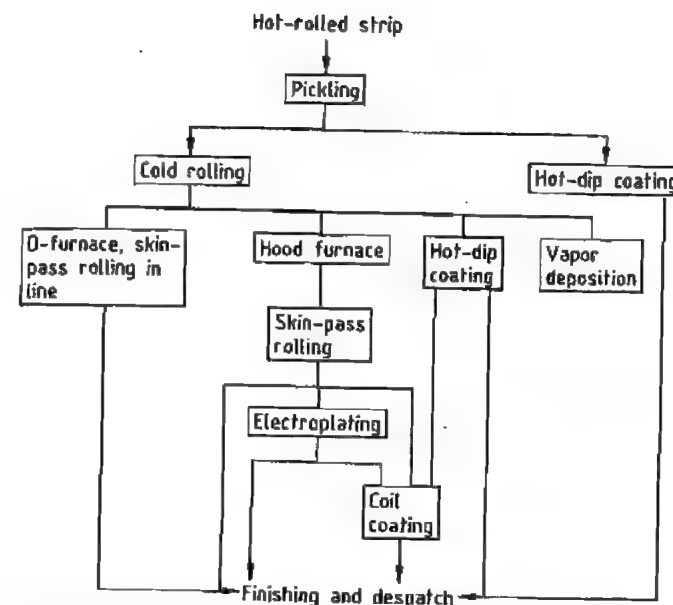 Hot-rolled strip
Pickling
Cold rolling
Hot-dip coating
O-furnace, skin-
pass rolling in
line
Hood furnace
Hot-dip
coating
Vapor
deposition
Skin-pass
rolling
Electroplating
Coil
coating
Finishing and despatch